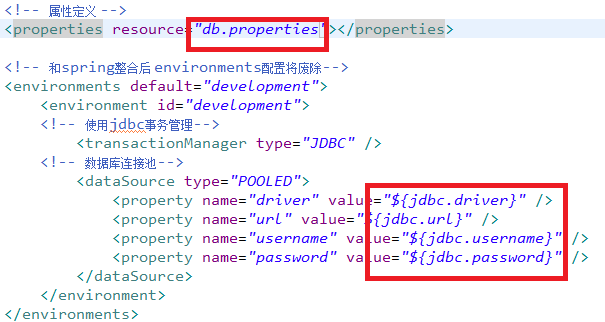 <!-- 属性定义 -->
<properties resource="db.properties"></properties>
<!-- 和spring整合后 environments配置将废除-->
<environments default="development">
<environment id="development">
<!-- 使用jdbc事务管理-->
<transactionManager type="JDBC" />
<!-- 数据库连接池-->
<dataSource type="POOLED">
<property name="driver" value="${jdbc.driver}" />
<property name="url" value="${jdbc.url}" />
<property name="username" value="${jdbc.username}" />
<property name="password" value="${jdbc.password}" />
</dataSource>
</environment>
</environments>